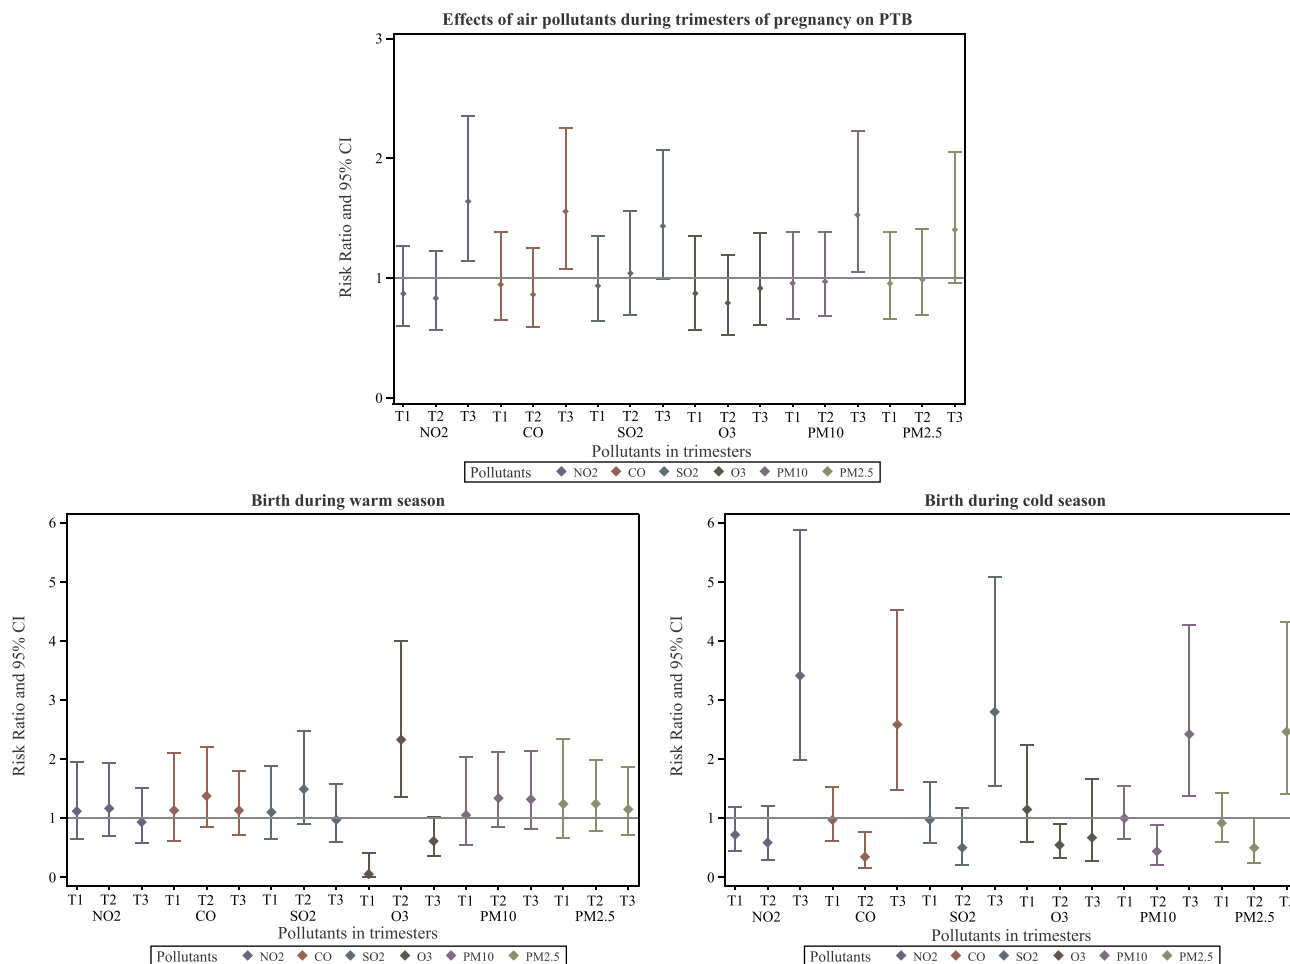 Effects of air pollutants during trimesters of pregnancy on PTB
3
2
1
0
Risk Ratio and 95% CI
T1 T2 T3 T1 T2 T3 T1 T2 T3 T1 T2 T3 T1 T2 T3 T1 T2 T3
NO2 CO SO2 O3 PM10 PM2.5
Pollutants in trimesters
Pollutants NO2 CO SO2 O3 PM10 PM2.5
Birth during warm season
6
5
4
3
2
1
0
Risk Ratio and 95% CI
T1 T2 T3 T1 T2 T3 T1 T2 T3 T1 T2 T3 T1 T2 T3 T1 T2 T3
NO2 CO SO2 O3 PM10 PM2.5
Pollutants in trimesters
Pollutants NO2 CO SO2 O3 PM10 PM2.5
Birth during cold season
6
5
4
3
2
1
0
Risk Ratio and 95% CI
T1 T2 T3 T1 T2 T3 T1 T2 T3 T1 T2 T3 T1 T2 T3 T1 T2 T3
NO2 CO SO2 O3 PM10 PM2.5
Pollutants in trimesters
Pollutants NO2 CO SO2 O3 PM10 PM2.5